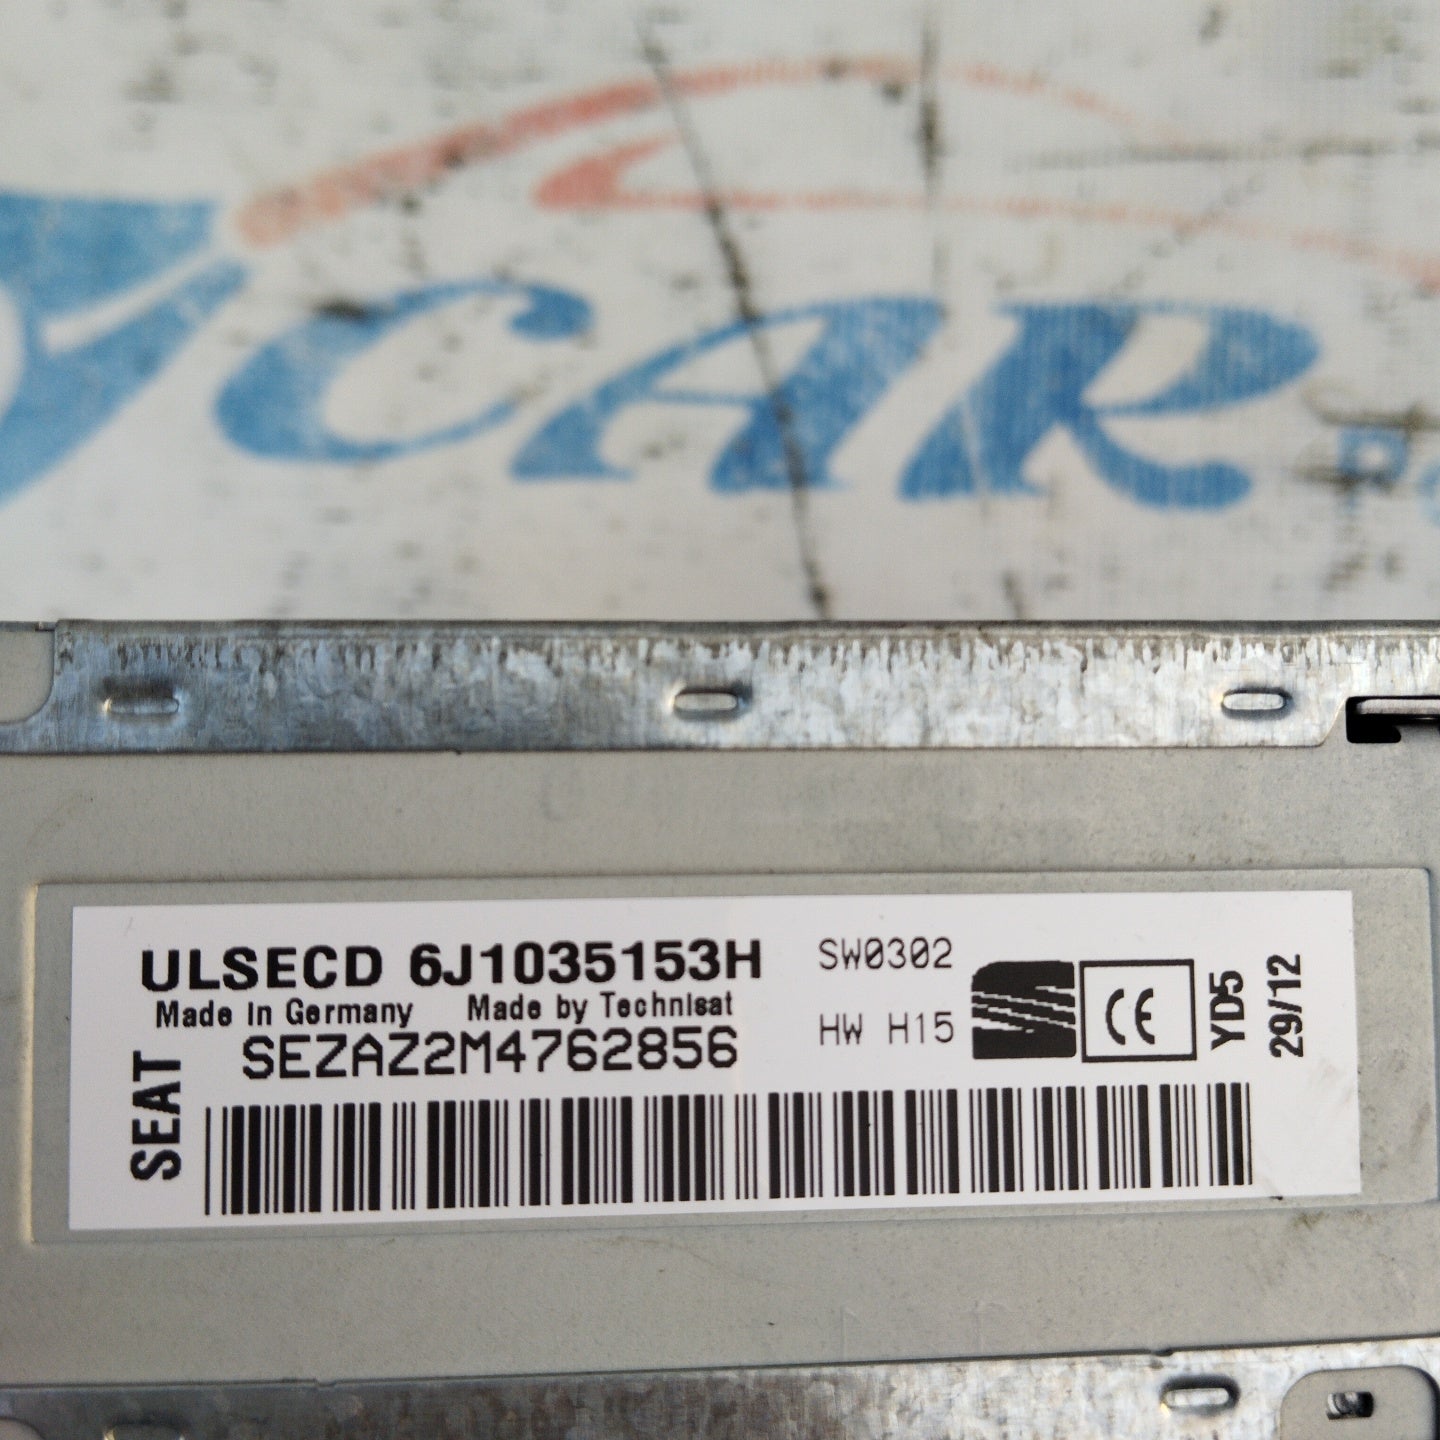 CAR
ULSECD 6J1035153H
Made in Germany Made by Technisat
SEZAZ2M4762856
SEAT
SW0302
HW H15
CE
YD5
29/12